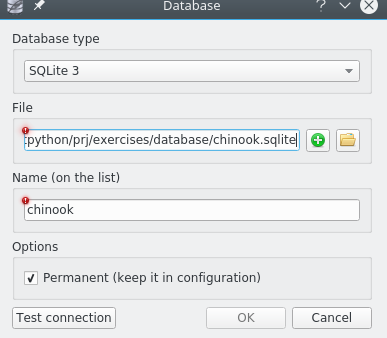 Database
Database type
SQLite 3
File
python/prj/exercises/database/chinook.sqlite
Name (on the list)
chinook
Options
Permanent (keep it in configuration)
Test connection
OK
Cancel